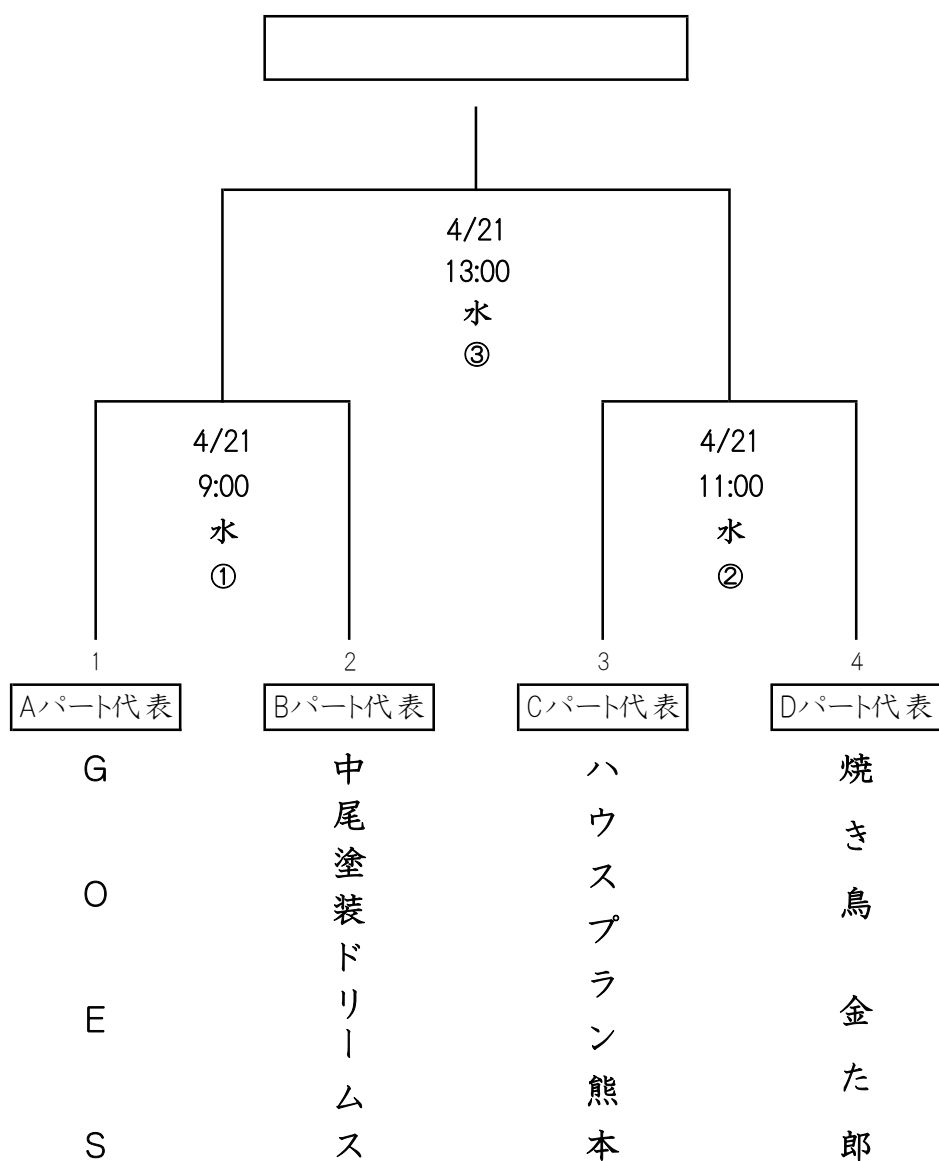 4/21
13:00
水
③
4/21
9:00
水
①
4/21
11:00
水
②
1
2
3
4
Aパート代表
Bパート代表
Cパート代表
Dパート代表
GOES
中尾塗装ドリームス
ハウスプラン熊本
焼き鳥 金た郎